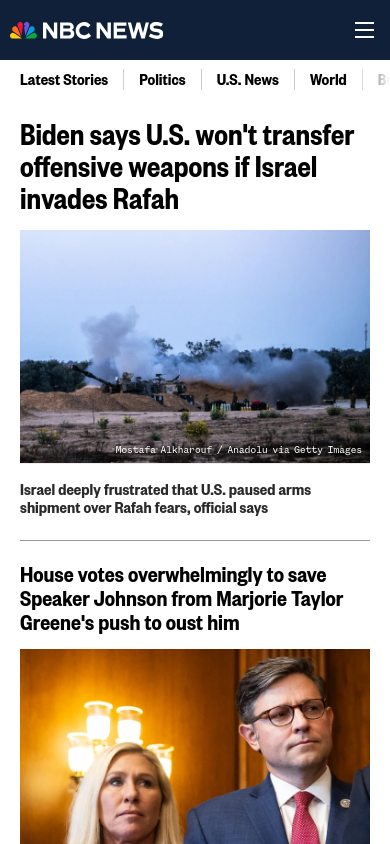 NBC NEWS
Latest Stories
Politics
U.S. News
World
Biden says U.S. won't transfer
offensive weapons if Israel
invades Rafah
Mostafa Alkharouf / Anadolu via Getty Images
Israel deeply frustrated that U.S. paused arms
shipment over Rafah fears, official says
House votes overwhelmingly to save
Speaker Johnson from Marjorie Taylor
Greene's push to oust him